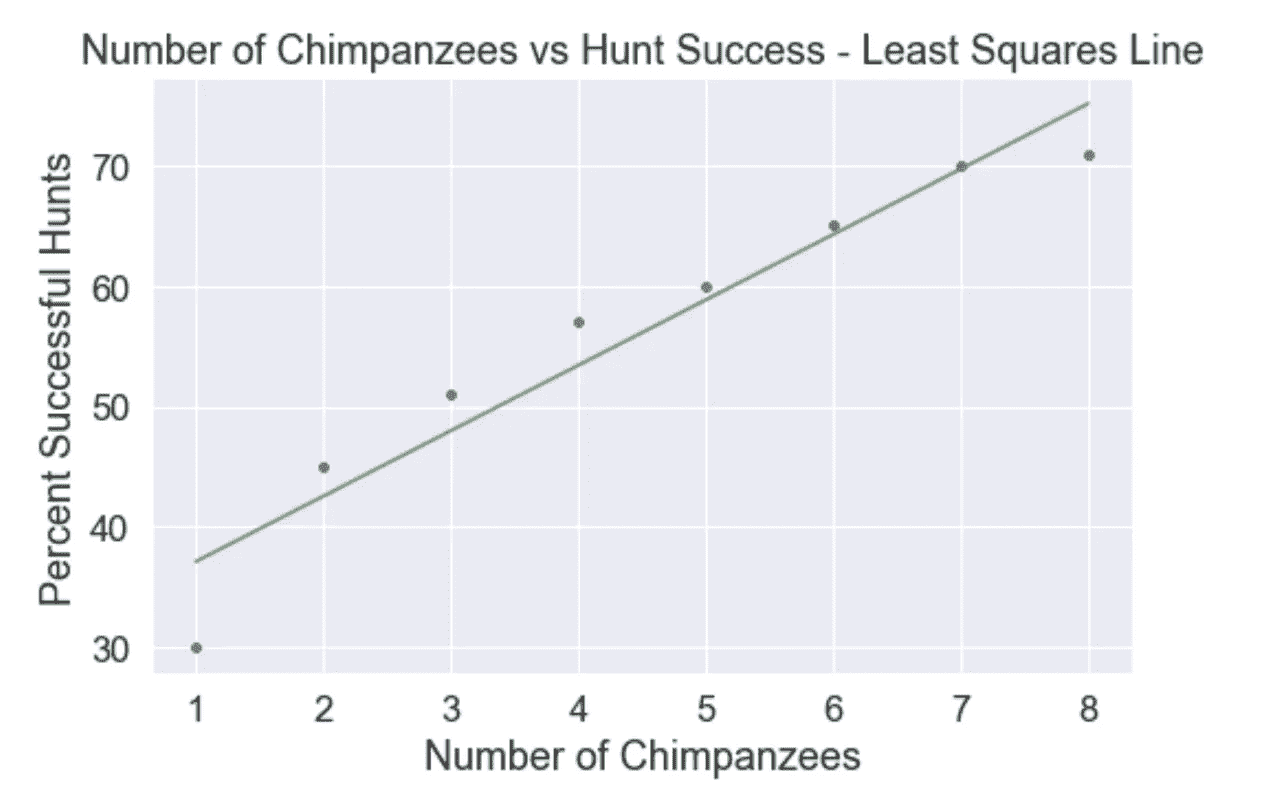 Number of Chimpanzees vs Hunt Success - Least Squares Line
Percent Successful Hunts
70
60
50
40
30
1 2 3 4 5 6 7 8
Number of Chimpanzees